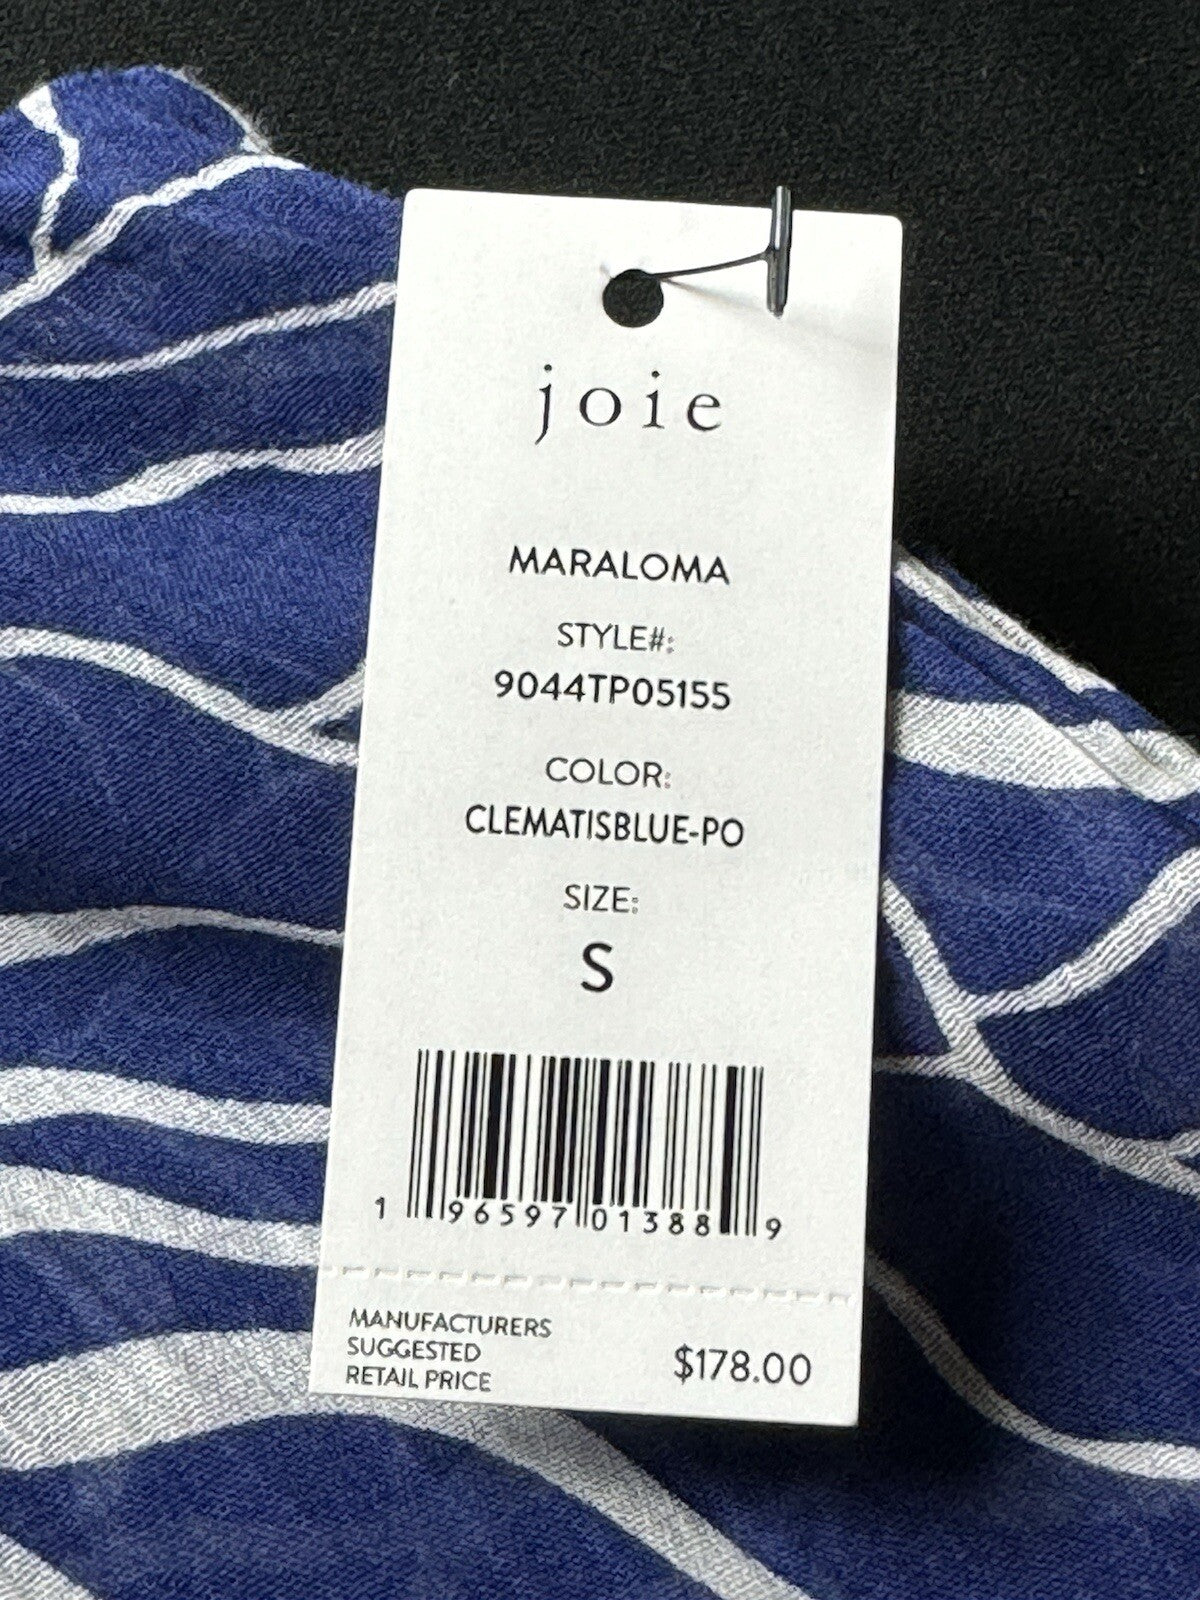 joie
MARALOMA
STYLE#:
9044TP05155
COLOR:
CLEMATISBLUE-PO
SIZE:
S
1 96597 01388 9
MANUFACTURERS
SUGGESTED
RETAIL PRICE
$178.00